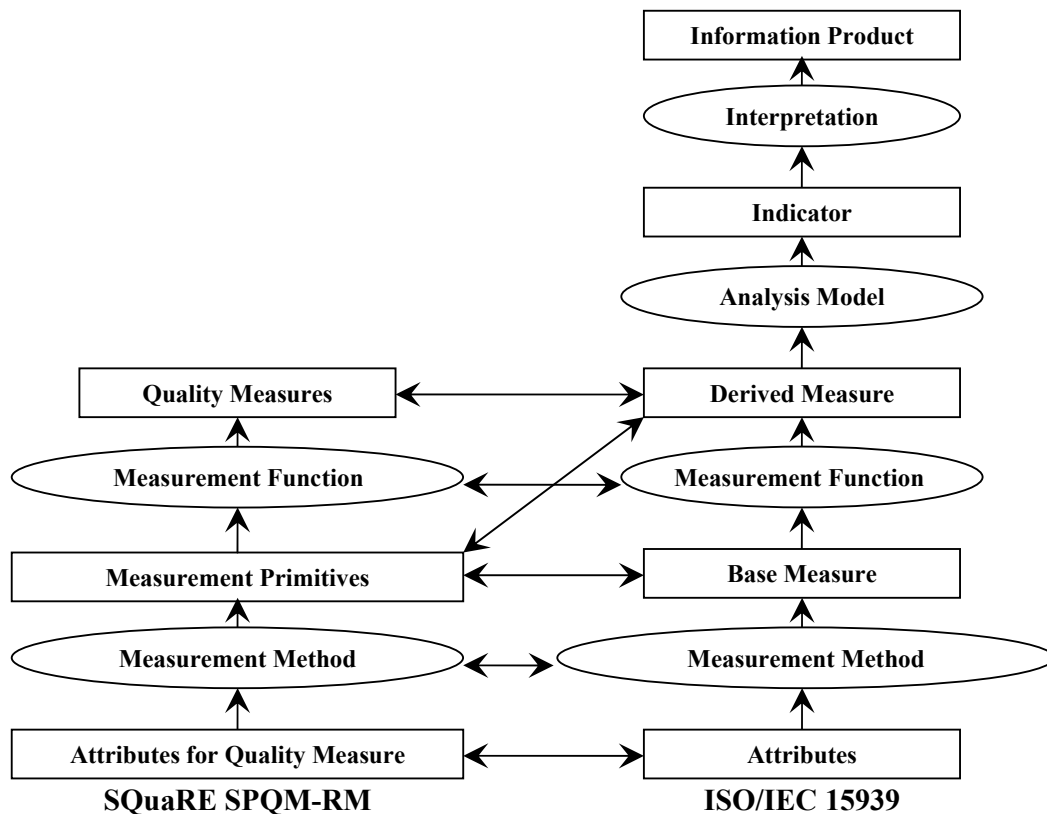 Information Product
Interpretation
Indicator
Analysis Model
Quality Measures
Derived Measure
Measurement Function
Measurement Function
Measurement Primitives
Base Measure
Measurement Method
Measurement Method
Attributes for Quality Measure
Attributes
SQuaRE SPQM-RM
ISO/IEC 15939